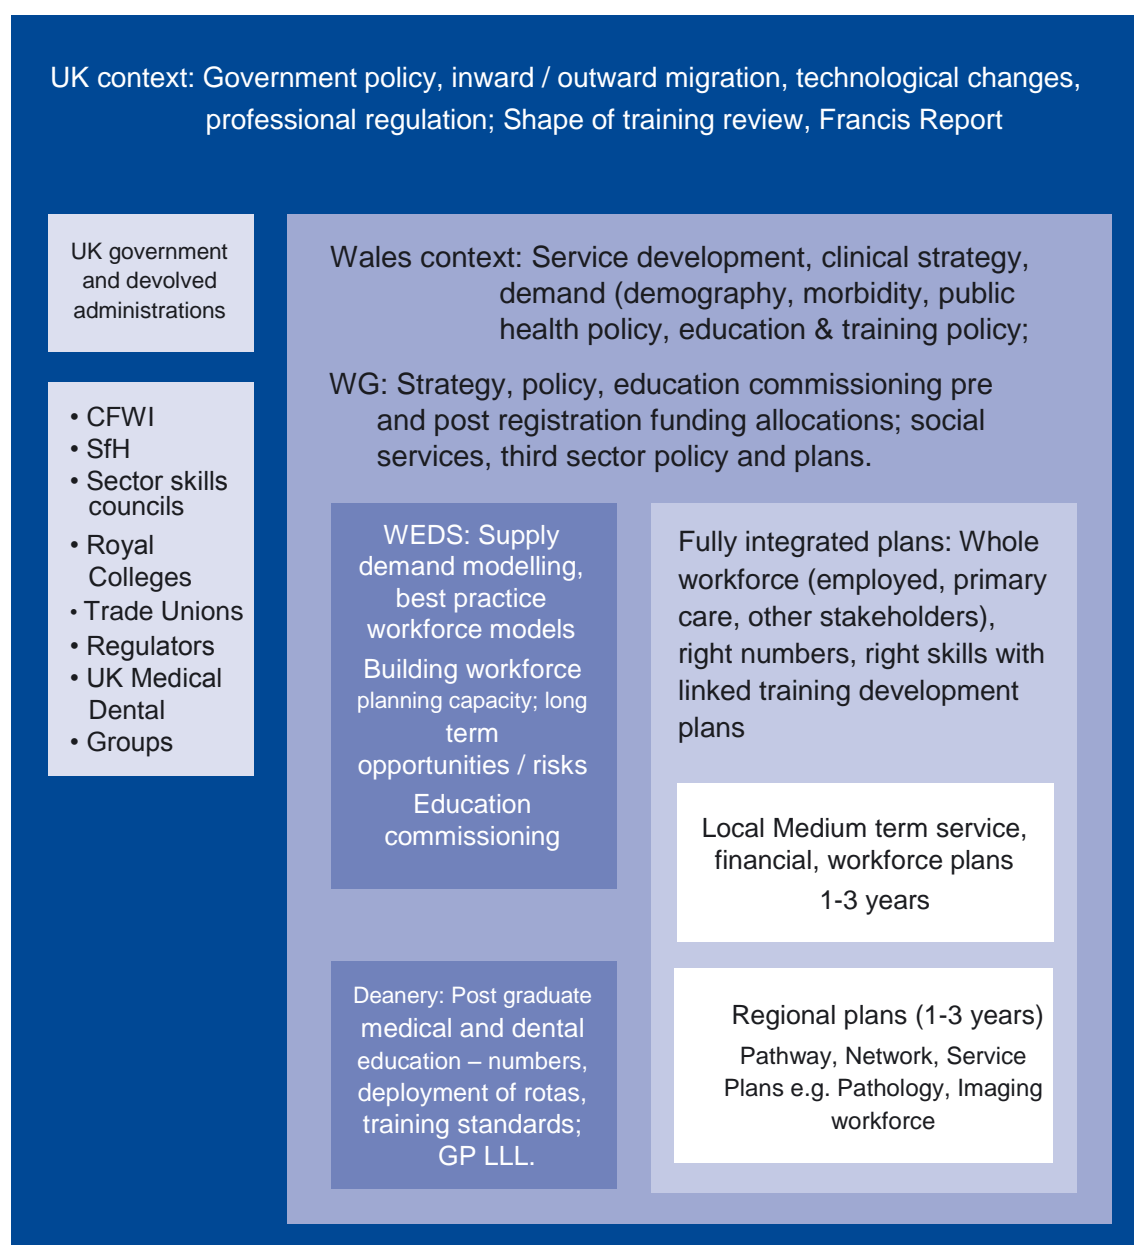 UK context: Government policy, inward / outward migration, technological changes,
professional regulation; Shape of training review, Francis Report
UK government
and devolved
administrations
• CFWI
• SfH
• Sector skills
councils
• Royal
Colleges
• Trade Unions
• Regulators
• UK Medical
Dental
• Groups
Wales context: Service development, clinical strategy,
demand (demography, morbidity, public
health policy, education & training policy;
WG: Strategy, policy, education commissioning pre
and post registration funding allocations; social
services, third sector policy and plans.
WEDS: Supply
demand modelling,
best practice
workforce models
Building workforce
planning capacity; long
term
opportunities / risks
Education
commissioning
Deanery: Post graduate
medical and dental
education – numbers,
deployment of rotas,
training standards;
GP LLL.
Fully integrated plans: Whole
workforce (employed, primary
care, other stakeholders),
right numbers, right skills with
linked training development
plans
Local Medium term service,
financial, workforce plans
1-3 years
Regional plans (1-3 years)
Pathway, Network, Service
Plans e.g. Pathology, Imaging
workforce